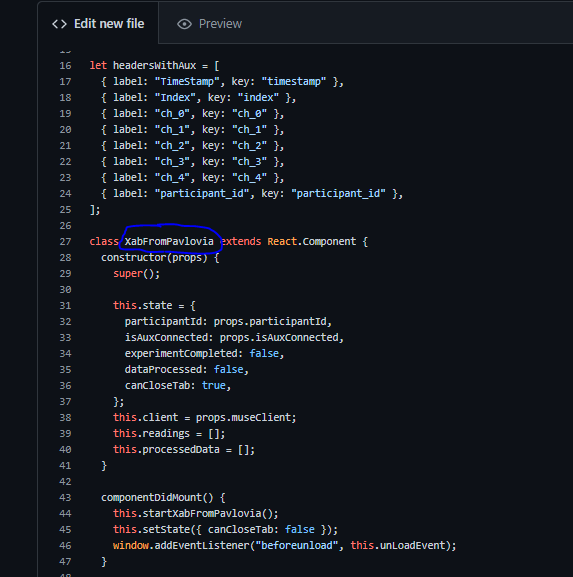 Edit new file
Preview
15
16 let headersWithAux = [
17 { label: "TimeStamp", key: "timestamp" },
18 { label: "Index", key: "index" },
19 { label: "ch_0", key: "ch_0" },
20 { label: "ch_1", key: "ch_1" },
21 { label: "ch_2", key: "ch_2" },
22 { label: "ch_3", key: "ch_3" },
23 { label: "ch_4", key: "ch_4" },
24 { label: "participant_id", key: "participant_id" },
25 ];
26
27 class XabFromPavlovia extends React.Component {
28 constructor(props) {
29 super();
30
31 this.state = {
32 participantId: props.participantId,
33 isAuxConnected: props.isAuxConnected,
34 experimentCompleted: false,
35 dataProcessed: false,
36 canCloseTab: true,
37 };
38 this.client = props.museClient;
39 this.readings = [];
40 this.processedData = [];
41 }
42
43 componentDidMount() {
44 this.startXabFromPavlovia();
45 this.setState({ canCloseTab: false });
46 window.addEventListener("beforeunload", this.unLoadEvent);
47 }
48